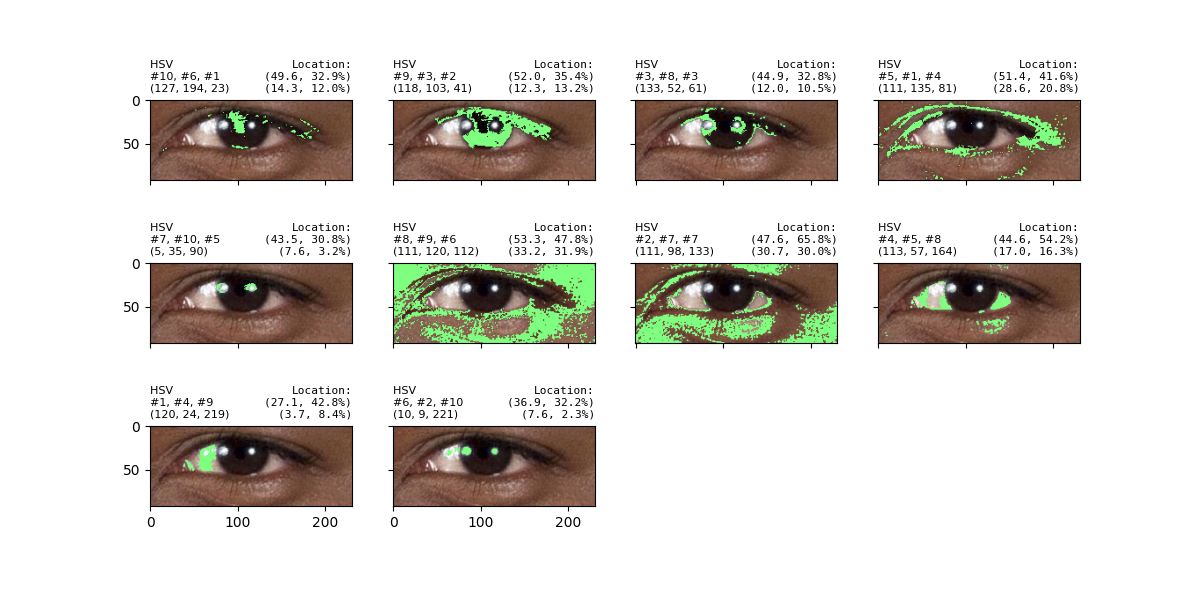 HSV Location:
#10, #6, #1 (49.6, 32.9%)
(127, 194, 23) (14.3, 12.0%)
HSV Location:
#9, #3, #2 (52.0, 35.4%)
(118, 103, 41) (12.3, 13.2%)
HSV Location:
#3, #8, #3 (44.9, 32.8%)
(133, 52, 61) (12.0, 10.5%)
HSV Location:
#5, #1, #4 (51.4, 41.6%)
(111, 135, 81) (28.6, 20.8%)
0
50
HSV Location:
#7, #10, #5 (43.5, 30.8%)
(5, 35, 90) (7.6, 3.2%)
HSV Location:
#8, #9, #6 (53.3, 47.8%)
(111, 120, 112) (33.2, 31.9%)
HSV Location:
#2, #7, #7 (47.6, 65.8%)
(111, 98, 133) (30.7, 30.0%)
HSV Location:
#4, #5, #8 (44.6, 54.2%)
(113, 57, 164) (17.0, 16.3%)
0
50
HSV Location:
#1, #4, #9 (27.1, 42.8%)
(120, 24, 219) (3.7, 8.4%)
HSV Location:
#6, #2, #10 (36.9, 32.2%)
(10, 9, 221) (7.6, 2.3%)
0
50
0 100 200
0 100 200